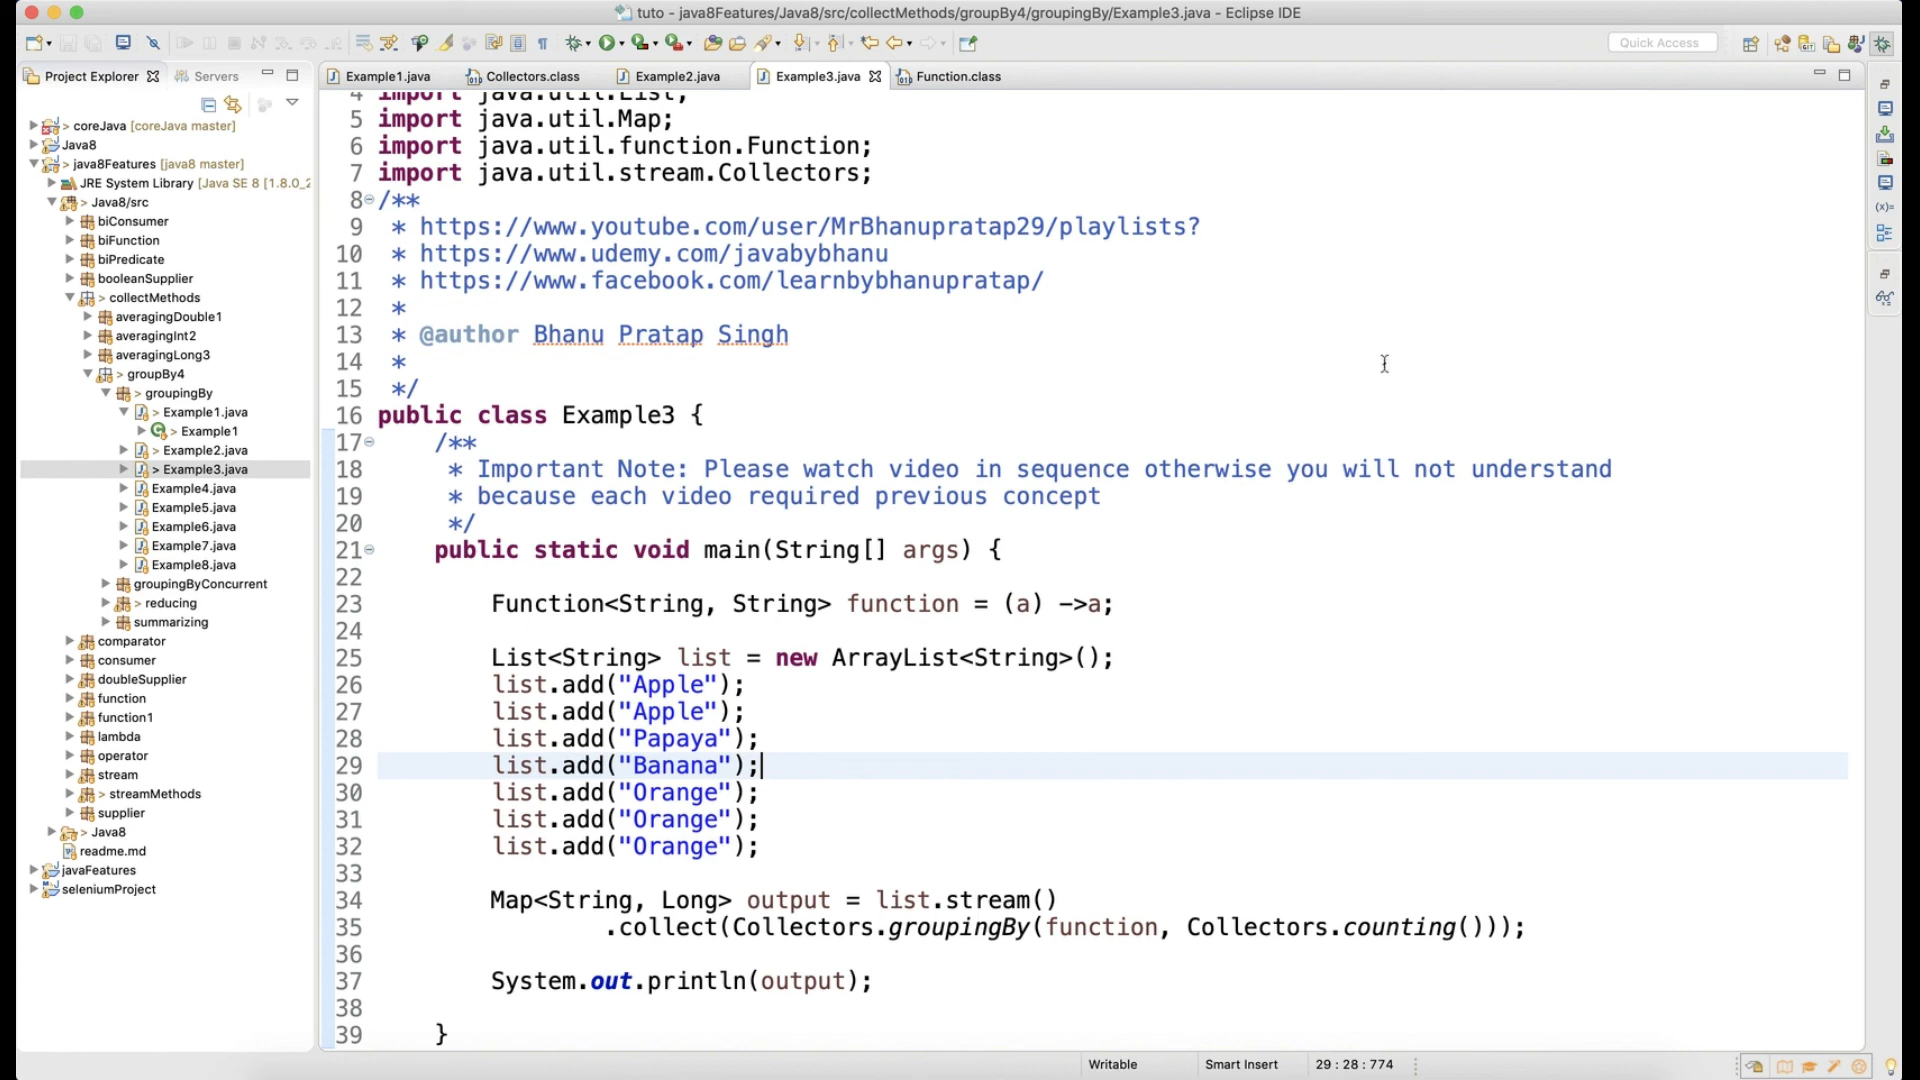 tuto - java8Features/Java8/src/collectMethods/groupBy4/groupingBy/Example3.java - Eclipse IDE
Quick Access
Project Explorer
Servers
Example1.java
Collectors.class
Example2.java
Example3.java
Function.class
> coreJava [coreJava master]
Java8
> java8Features [java8 master]
JRE System Library [Java SE 8 [1.8.0_2
> Java8/src
biConsumer
biFunction
biPredicate
booleanSupplier
> collectMethods
averagingDouble1
averagingInt2
averagingLong3
> groupBy4
> groupingBy
> Example1.java
> Example1
> Example2.java
> Example3.java
Example4.java
Example5.java
Example6.java
Example7.java
Example8.java
groupingByConcurrent
> reducing
summarizing
comparator
consumer
doubleSupplier
function
function1
lambda
operator
stream
> streamMethods
supplier
> Java8
readme.md
javaFeatures
seleniumProject
4 import java.util.List;
5 import java.util.Map;
6 import java.util.function.Function;
7 import java.util.stream.Collectors;
8 /**
9 * https://www.youtube.com/user/MrBhanupratap29/playlists?
10 * https://www.udemy.com/javabybhanu
11 * https://www.facebook.com/learnbybhanupratap/
12 *
13 * @author Bhanu Pratap Singh
14 *
15 */
16 public class Example3 {
17 /**
18 * Important Note: Please watch video in sequence otherwise you will not understand
19 * because each video required previous concept
20 */
21 public static void main(String[] args) {
22
23 Function<String, String> function = (a) ->a;
24
25 List<String> list = new ArrayList<String>();
26 list.add("Apple");
27 list.add("Apple");
28 list.add("Papaya");
29 list.add("Banana");
30 list.add("Orange");
31 list.add("Orange");
32 list.add("Orange");
33
34 Map<String, Long> output = list.stream()
35 .collect(Collectors.groupingBy(function, Collectors.counting()));
36
37 System.out.println(output);
38
39 }
Writable
Smart Insert
29 : 28 : 774